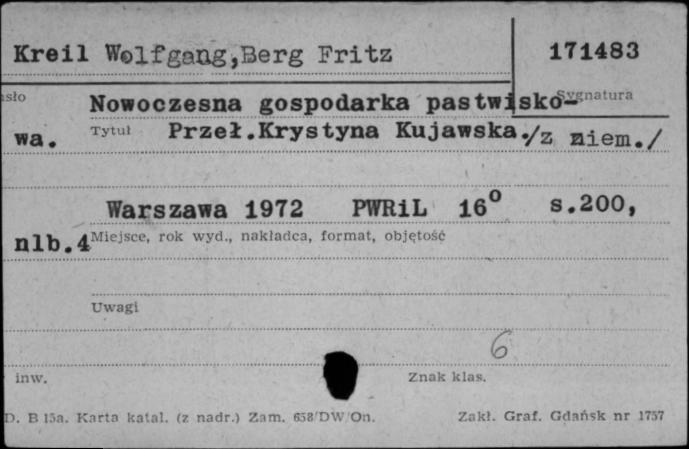 Kreil Wolfgang,Berg Fritz 171483
Sygnatura
Nowoczesna gospodarka pastwisko-
wa. Tytuł Przeł.Krystyna Kujawska./z niem./
Warszawa 1972 PWRiL 16° s.200,
nlb.4 Miejsce, rok wyd., nakładca, format, objętość
Uwagi
6
inw. Znak klas.
D. B 15a. Karta katal. (z nadr.) Zam. 658/DW/On. Zakł. Graf. Gdańsk nr 1757